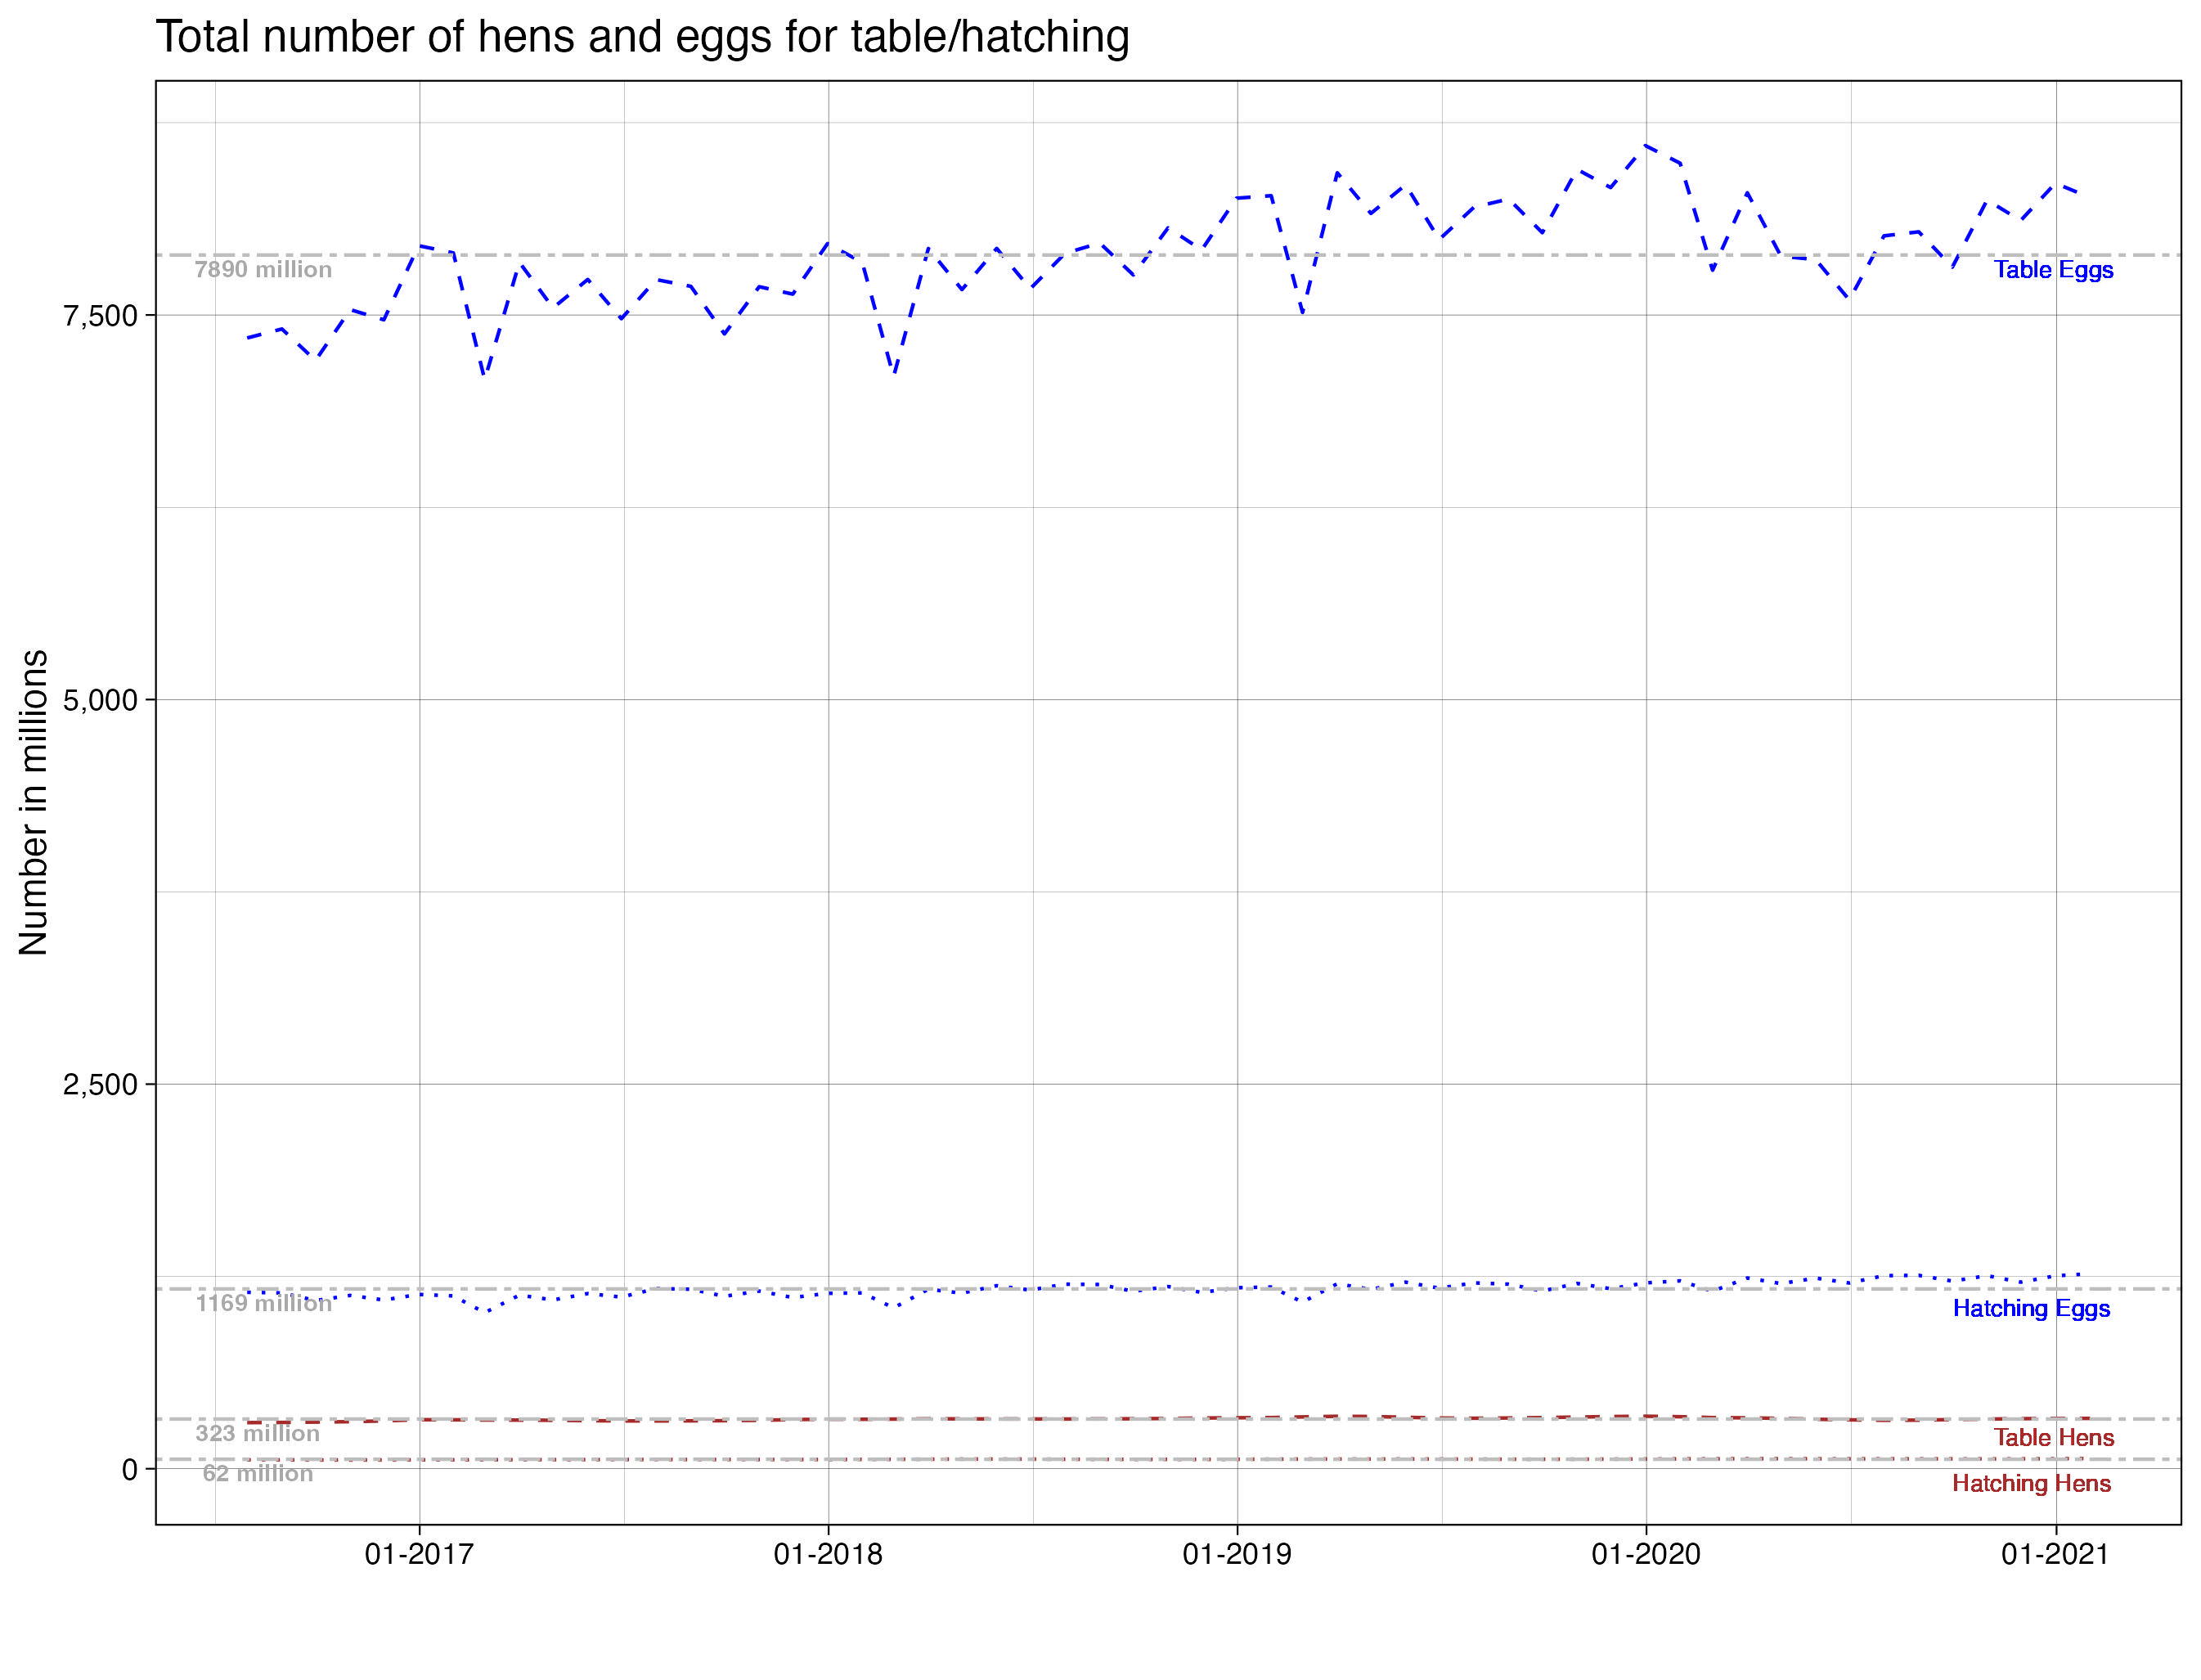 Total number of hens and eggs for table/hatching
Number in millions
7,500
5,000
2,500
0
7890 million
Table Eggs
1169 million
Hatching Eggs
323 million
Table Hens
62 million
Hatching Hens
01-2017
01-2018
01-2019
01-2020
01-2021